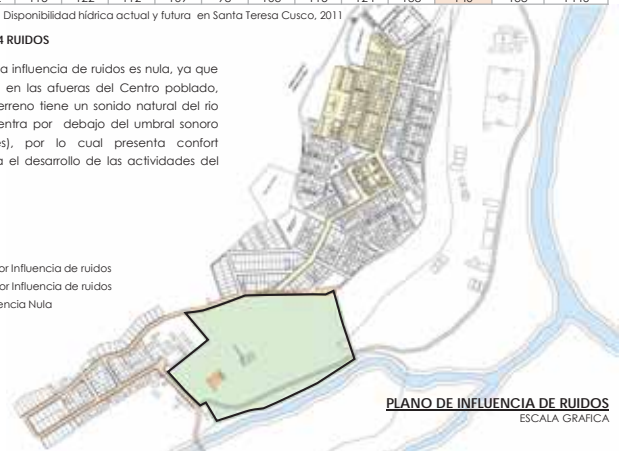 Disponibilidad hídrica actual y futura en Santa Teresa Cusco, 2011
4 RUIDOS
a influencia de ruidos es nula, ya que
en las afueras del Centro poblado,
erreno tiene un sonido natural del rio
entra por debajo del umbral sonoro
es), por lo cual presenta confort
a el desarrollo de las actividades del
or Influencia de ruidos
or Influencia de ruidos
encia Nula
PLANO DE INFLUENCIA DE RUIDOS
ESCALA GRAFICA